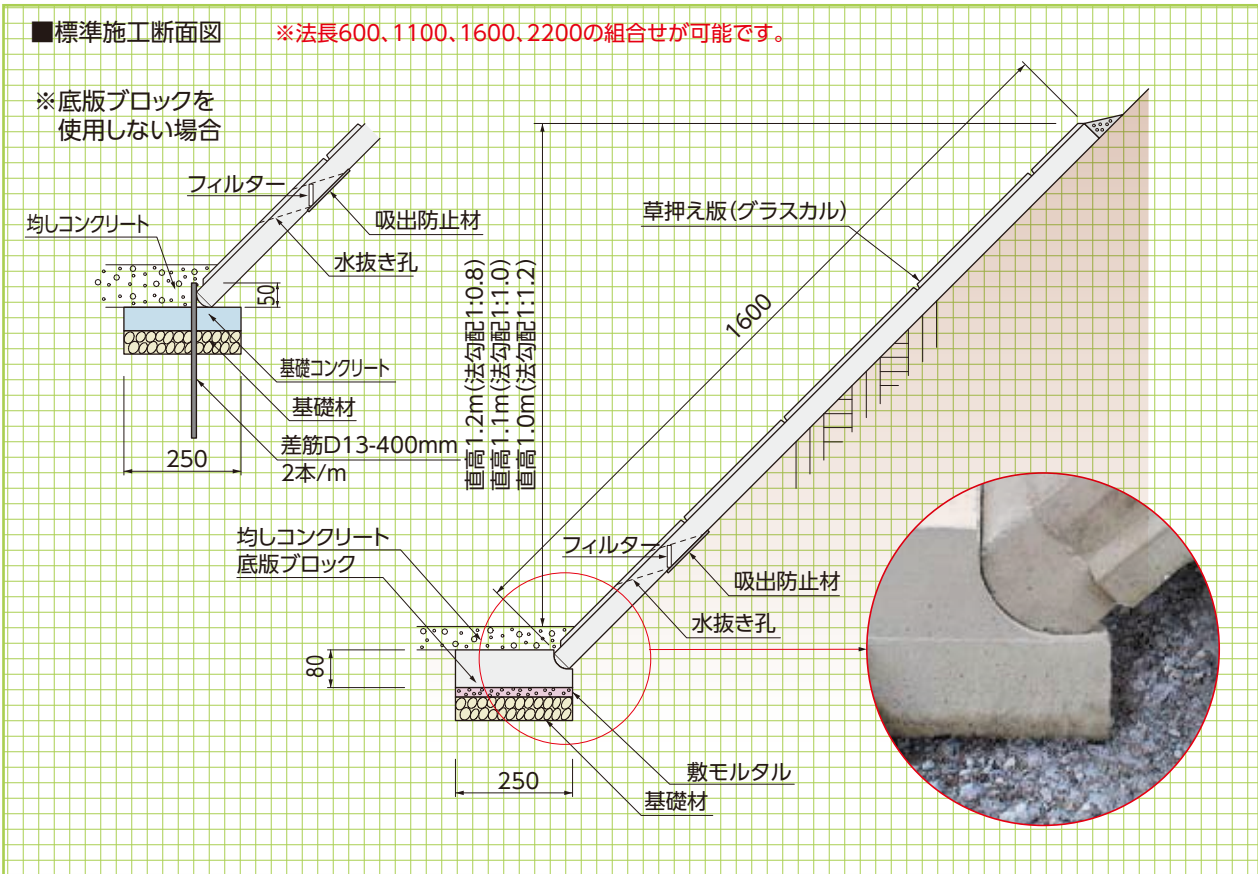 ■標準施工断面図
※法長600、1100、1600、2200の組合せが可能です。
※底版ブロックを
使用しない場合
フィルター
均しコンクリート
吸出防止材
水抜き孔
50
基礎コンクリート
基礎材
差筋D13-400mm
2本/m
250
直高1.2m(法勾配1:0.8)
直高1.1m(法勾配1:1.0)
直高1.0m(法勾配1:1.2)
1600
草押え版(グラスカル)
均しコンクリート
底版ブロック
フィルター
吸出防止材
水抜き孔
80
250
敷モルタル
基礎材